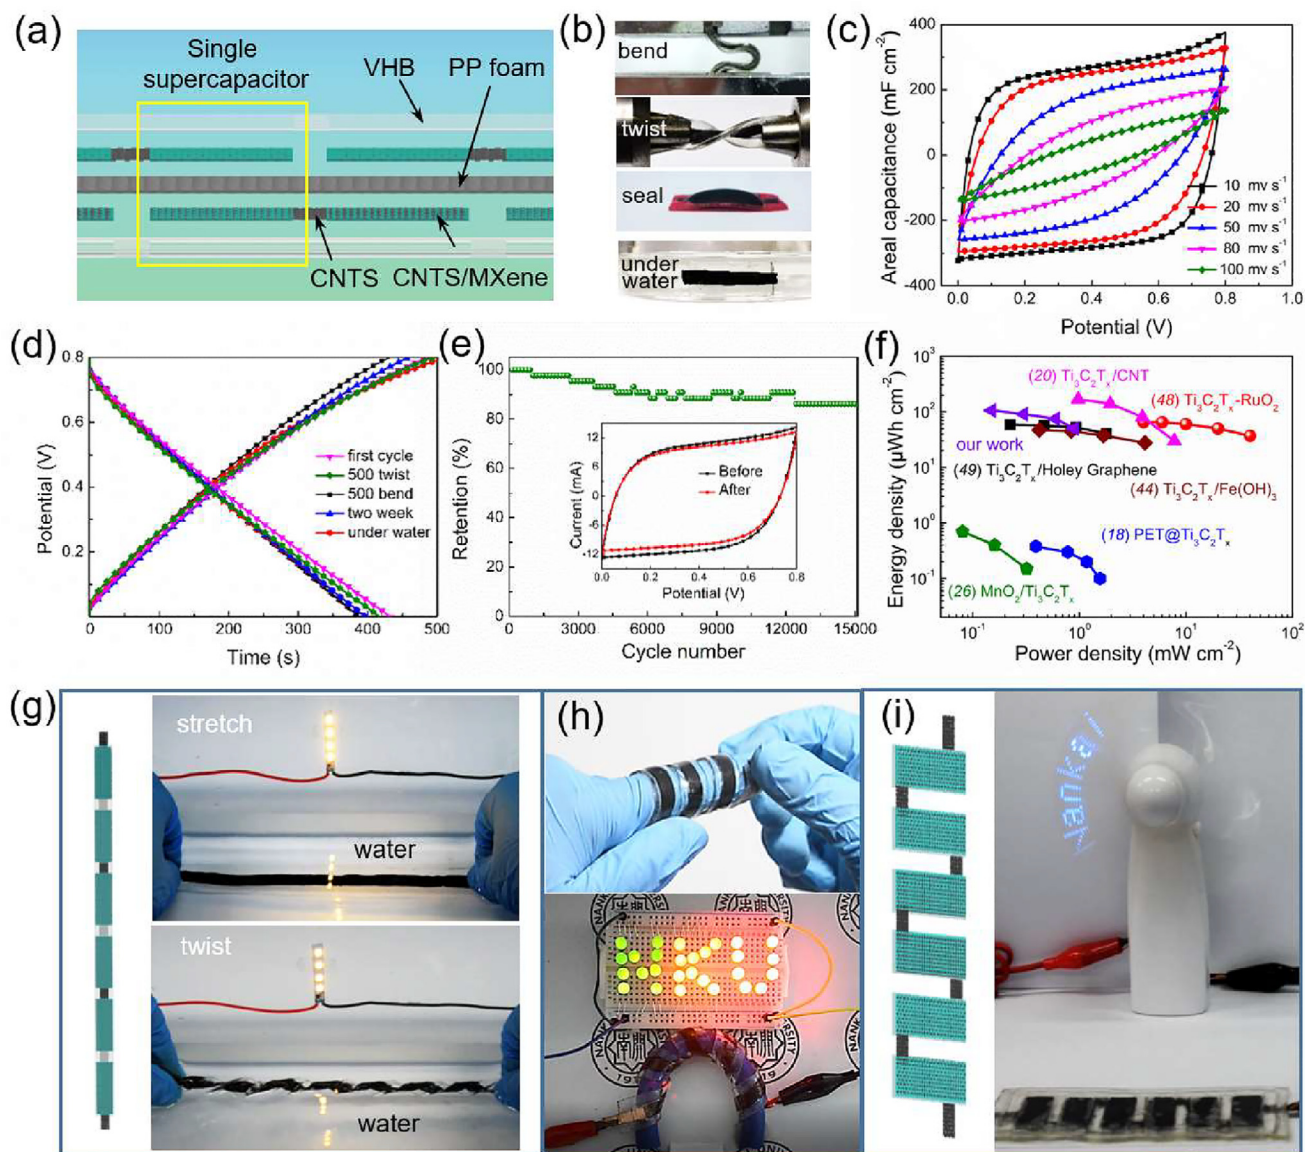 (a)
Single
supercapacitor
VHB
PP foam
CNTS
CNTS/MXene
(b)
bend
twist
seal
under
water
(c)
Areal capacitance (mF cm⁻²)
400
200
0
-200
-400
0.0 0.2 0.4 0.6 0.8 1.0
Potential (V)
10 mv s⁻¹
20 mv s⁻¹
50 mv s⁻¹
80 mv s⁻¹
100 mv s⁻¹
(d)
Potential (V)
0.8
0.6
0.4
0.2
0 100 200 300 400 500
Time (s)
first cycle
500 twist
500 bend
two week
under water
(e)
Retention (%)
100
80
60
40
20
0
0 3000 6000 9000 12000 15000
Cycle number
Current (mA)
12
6
0
-6
-12
0.0 0.2 0.4 0.6 0.8
Potential (V)
Before
After
(f)
Energy density (μWh cm⁻²)
10³
10²
10¹
10⁰
10⁻¹
10⁻¹ 10⁰ 10¹ 10²
Power density (mW cm⁻²)
(20) Ti₃C₂Tₓ/CNT
(48) Ti₃C₂Tₓ-RuO₂
our work
(49) Ti₃C₂Tₓ/Holey Graphene
(44) Ti₃C₂Tₓ/Fe(OH)₃
(18) PET@Ti₃C₂Tₓ
(26) MnO₂/Ti₃C₂Tₓ
(g)
stretch
water
twist
water
(h)
NKU
(i)